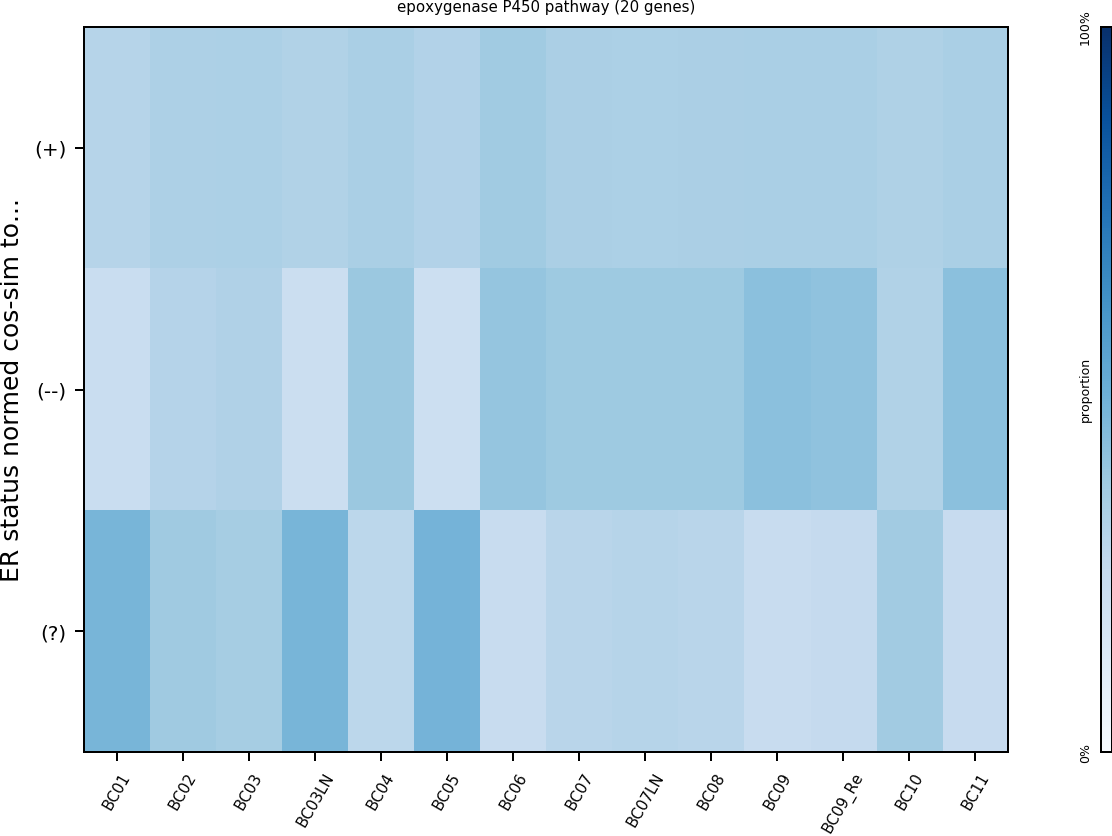 epoxygenase P450 pathway (20 genes)
ER status normed cos-sim to...
(+)
(--)
(?)
BC01
BC02
BC03
BC03LN
BC04
BC05
BC06
BC07
BC07LN
BC08
BC09
BC09_Re
BC10
BC11
100%
proportion
0%